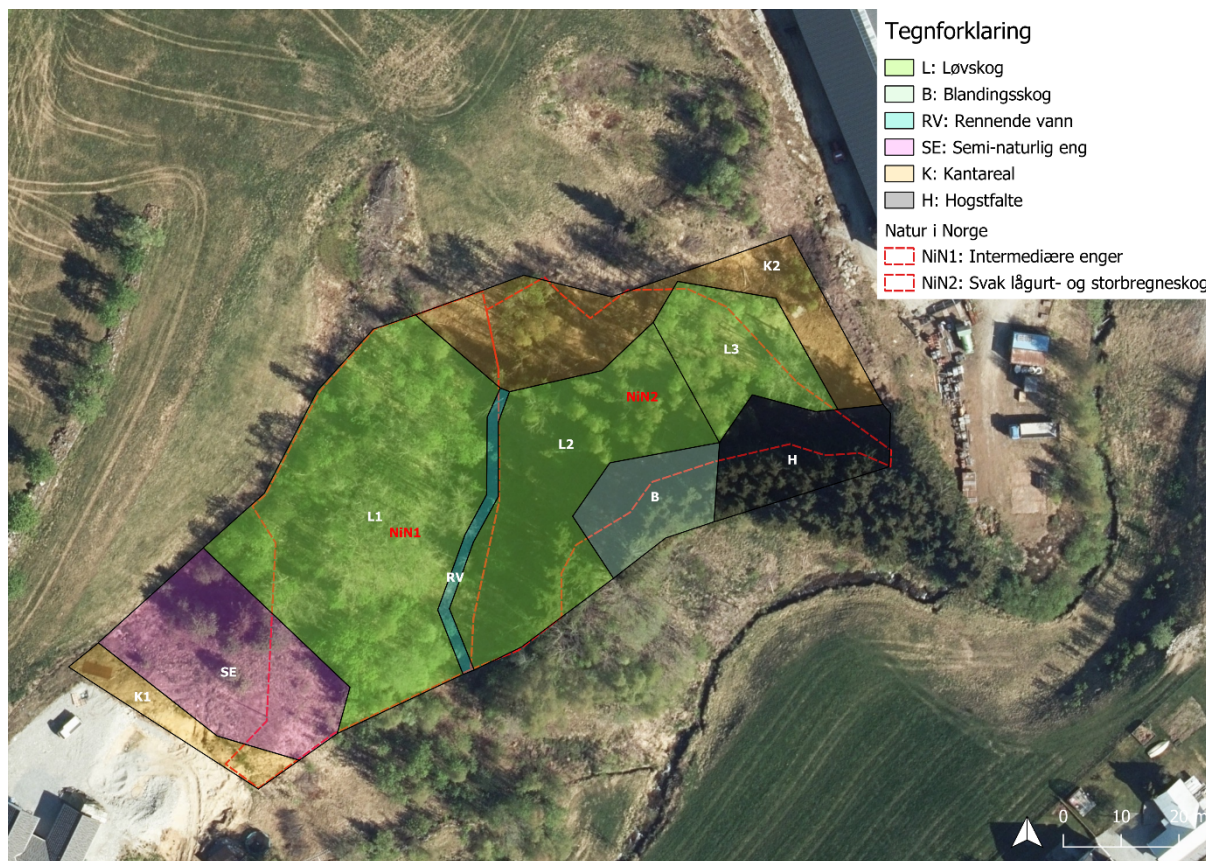 Tegnforklaring
L: Løvskog
B: Blandingsskog
RV: Rennende vann
SE: Semi-naturlig eng
K: Kantareal
H: Hogstfalte
Natur i Norge
NiN1: Intermediære enger
NiN2: Svak lågurt- og storbregneskog
K2
L3
NiN2
L2
H
B
L1
NiN1
RV
SE
K1
0 10 20 m